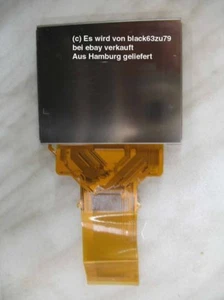 (c) Es wird von black63zu79
bei ebay verkauft
Aus Hamburg geliefert